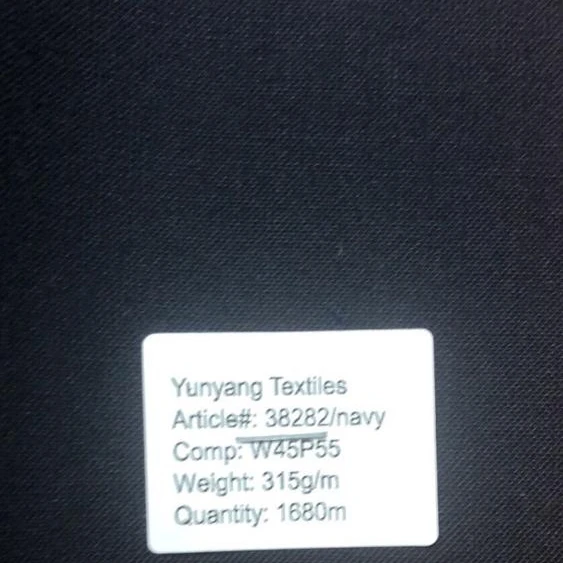 Yunyang Textiles
Article#: 38282/navy
Comp: W45P55
Weight: 315g/m
Quantity: 1680m